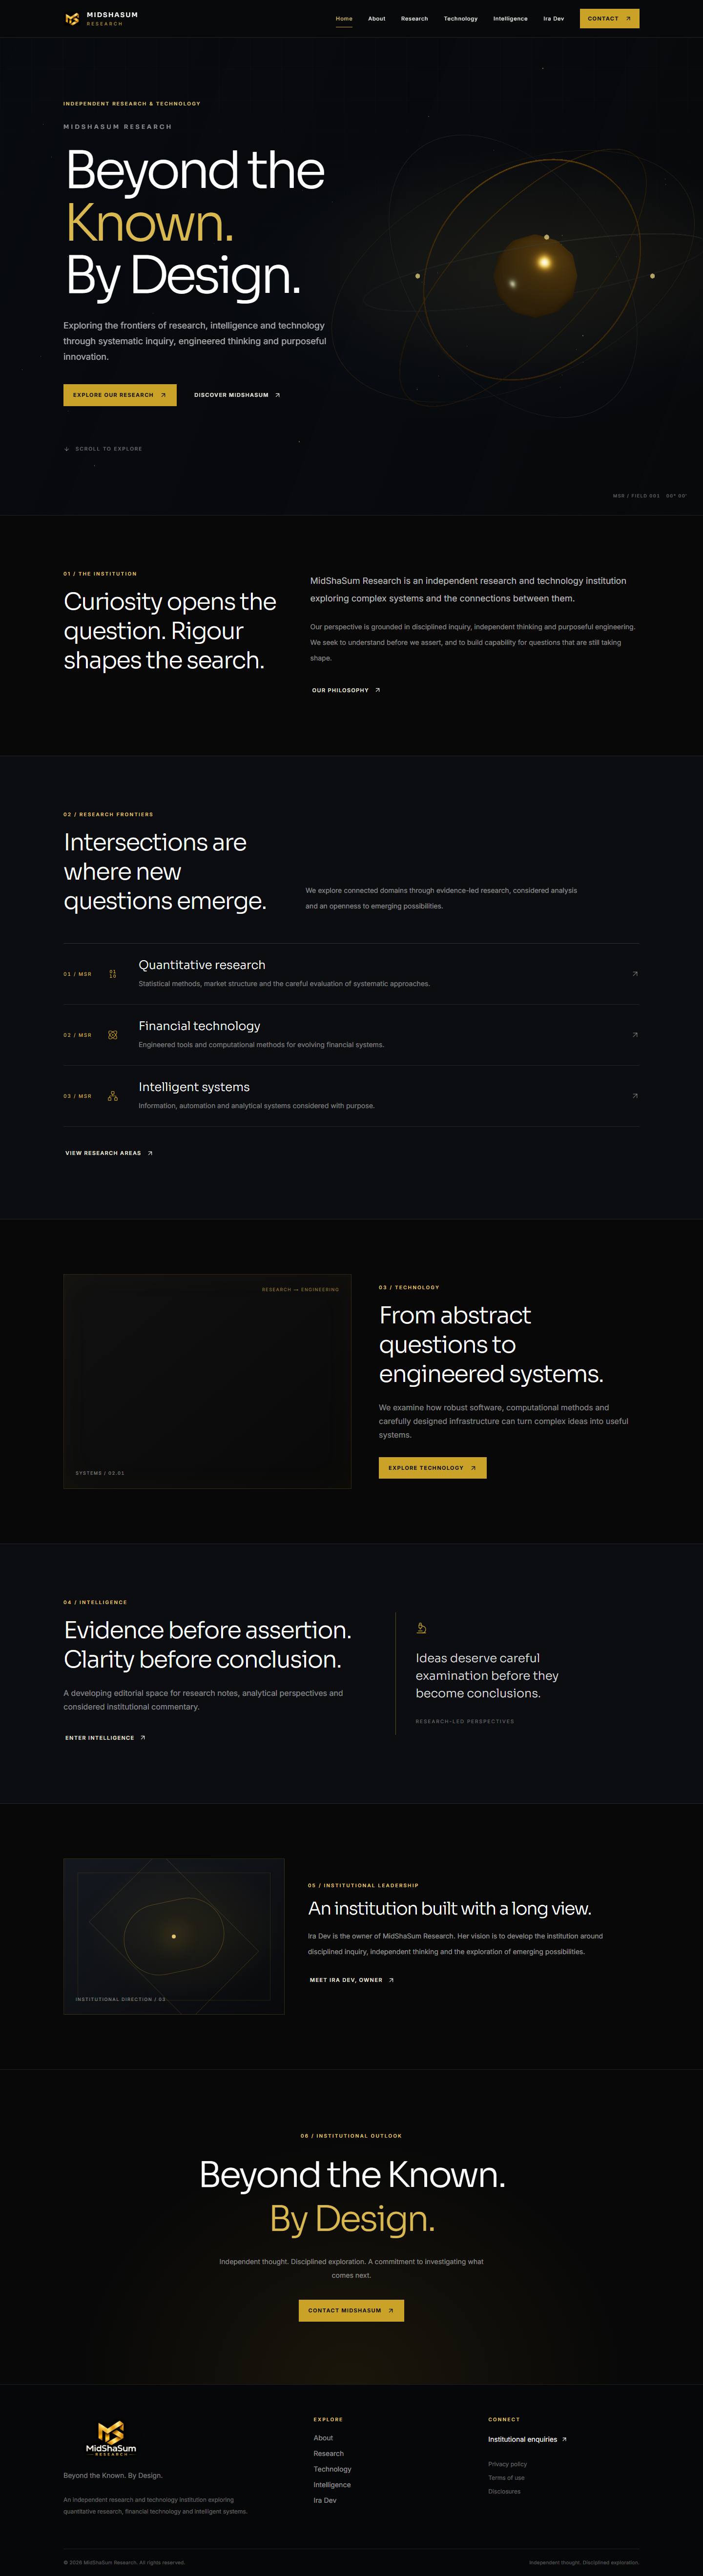 MIDSHASUM
RESEARCH
Home About Research Technology Intelligence Ira Dev CONTACT
INDEPENDENT RESEARCH & TECHNOLOGY
MIDSHASUM RESEARCH
Beyond the
Known.
By Design.
Exploring the frontiers of research, intelligence and technology
through systematic inquiry, engineered thinking and purposeful
innovation.
EXPLORE OUR RESEARCH DISCOVER MIDSHASUM
SCROLL TO EXPLORE
MSR / FIELD 001 00° 00'
01 / THE INSTITUTION
Curiosity opens the
question. Rigour
shapes the search.
MidShaSum Research is an independent research and technology institution
exploring complex systems and the connections between them.
Our perspective is grounded in disciplined inquiry, independent thinking and purposeful engineering.
We seek to understand before we assert, and to build capability for questions that are still taking
shape.
OUR PHILOSOPHY
02 / RESEARCH FRONTIERS
Intersections are
where new
questions emerge.
We explore connected domains through evidence-led research, considered analysis
and an openness to emerging possibilities.
01 / MSR
Quantitative research
Statistical methods, market structure and the careful evaluation of systematic approaches.
02 / MSR
Financial technology
Engineered tools and computational methods for evolving financial systems.
03 / MSR
Intelligent systems
Information, automation and analytical systems considered with purpose.
VIEW RESEARCH AREAS
RESEARCH → ENGINEERING
SYSTEMS / 03.01
03 / TECHNOLOGY
From abstract
questions to
engineered systems.
We examine how robust software, computational methods and
carefully designed infrastructure can turn complex ideas into useful
systems.
EXPLORE TECHNOLOGY
04 / INTELLIGENCE
Evidence before assertion.
Clarity before conclusion.
A developing editorial space for research notes, analytical perspectives and
considered institutional commentary.
ENTER INTELLIGENCE
Ideas deserve careful
examination before they
become conclusions.
RESEARCH-LED PERSPECTIVES
INSTITUTIONAL DIRECTION / 03
05 / INSTITUTIONAL LEADERSHIP
An institution built with a long view.
Ira Dev is the owner of MidShaSum Research. Her vision is to develop the institution around
disciplined inquiry, independent thinking and the exploration of emerging possibilities.
MEET IRA DEV, OWNER
06 / INSTITUTIONAL OUTLOOK
Beyond the Known.
By Design.
Independent thought. Disciplined exploration. A commitment to investigating what
comes next.
CONTACT MIDSHASUM
MidShaSum
RESEARCH
Beyond the Known. By Design.
An independent research and technology institution exploring
quantitative research, financial technology and intelligent systems.
EXPLORE
About
Research
Technology
Intelligence
Ira Dev
CONNECT
Institutional enquiries
Privacy policy
Terms of use
Disclosures
© 2026 MidShaSum Research. All rights reserved.
Independent thought. Disciplined exploration.